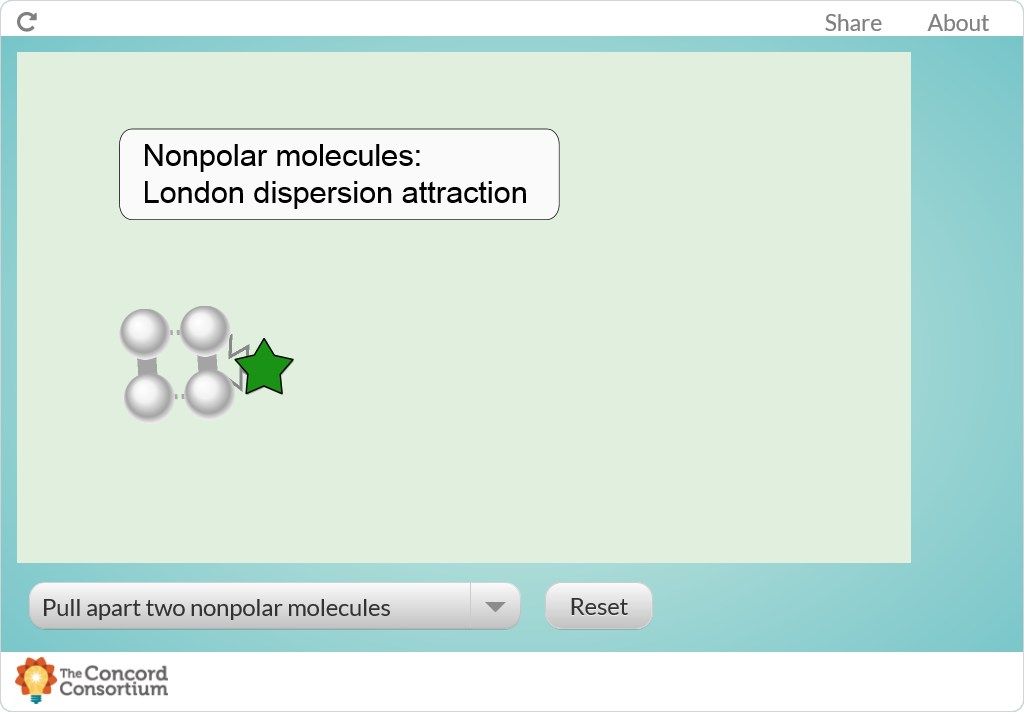 Share About
Nonpolar molecules:
London dispersion attraction
Pull apart two nonpolar molecules
Reset
The Concord
Consortium